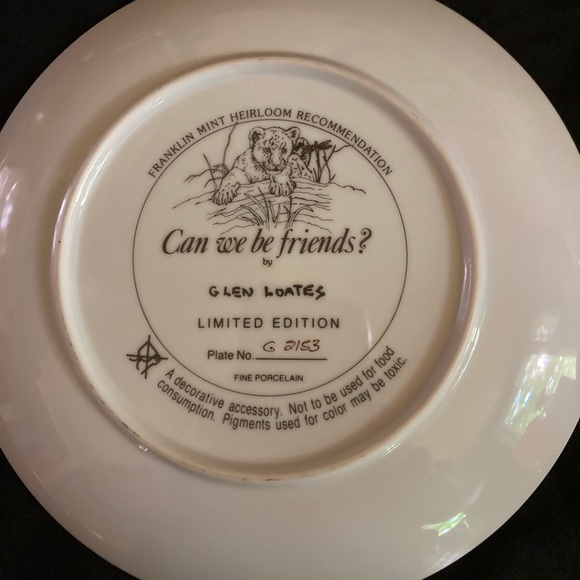 FRANKLIN MINT HEIRLOOM RECOMMENDATION
Can we be friends?
by
GLEN LOATES
LIMITED EDITION
Plate No. G 2153
FINE PORCELAIN
A decorative accessory. Not to be used for food
consumption. Pigments used for color may be toxic.